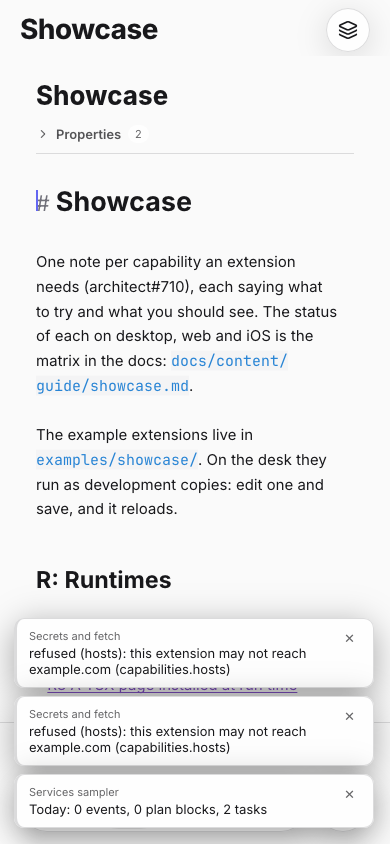 Showcase
Showcase
Properties 2
# Showcase
One note per capability an extension
needs (architect#710), each saying what
to try and what you should see. The status
of each on desktop, web and iOS is the
matrix in the docs: docs/content/
guide/showcase.md.
The example extensions live in
examples/showcase/. On the desk they
run as development copies: edit one and
save, and it reloads.
R: Runtimes
Secrets and fetch
refused (hosts): this extension may not reach
example.com (capabilities.hosts)
Secrets and fetch
refused (hosts): this extension may not reach
example.com (capabilities.hosts)
Services sampler
Today: 0 events, 0 plan blocks, 2 tasks